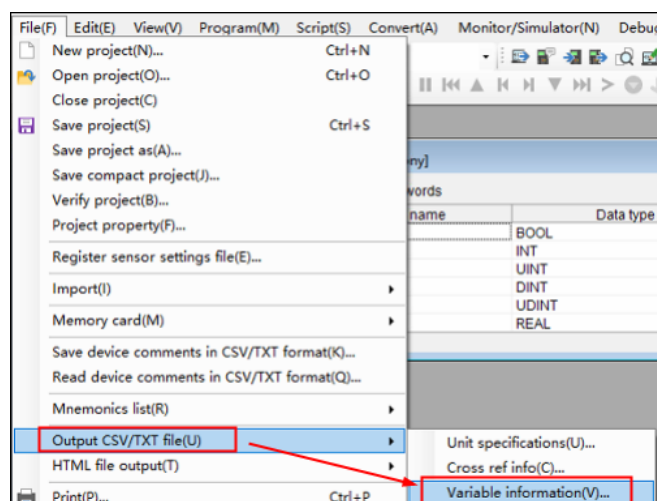 File(F) Edit(E) View(V) Program(M) Script(S) Convert(A) Monitor/Simulator(N)
New project(N)... Ctrl+N
Open project(O)... Ctrl+O
Close project(C)
Save project(S) Ctrl+S
Save project as(A)...
Save compact project(J)...
Verify project(B)...
Project property(F)...
Register sensor settings file(E)...
Import(I)
Memory card(M)
Save device comments in CSV/TXT format(K)...
Read device comments in CSV/TXT format(Q)...
Mnemonics list(R)
Output CSV/TXT file(U)
HTML file output(T)
Print(P)... Ctrl+P
name Data type
BOOL
INT
UINT
DINT
UDINT
REAL
Unit specifications(U)...
Cross ref info(C)...
Variable information(V)...